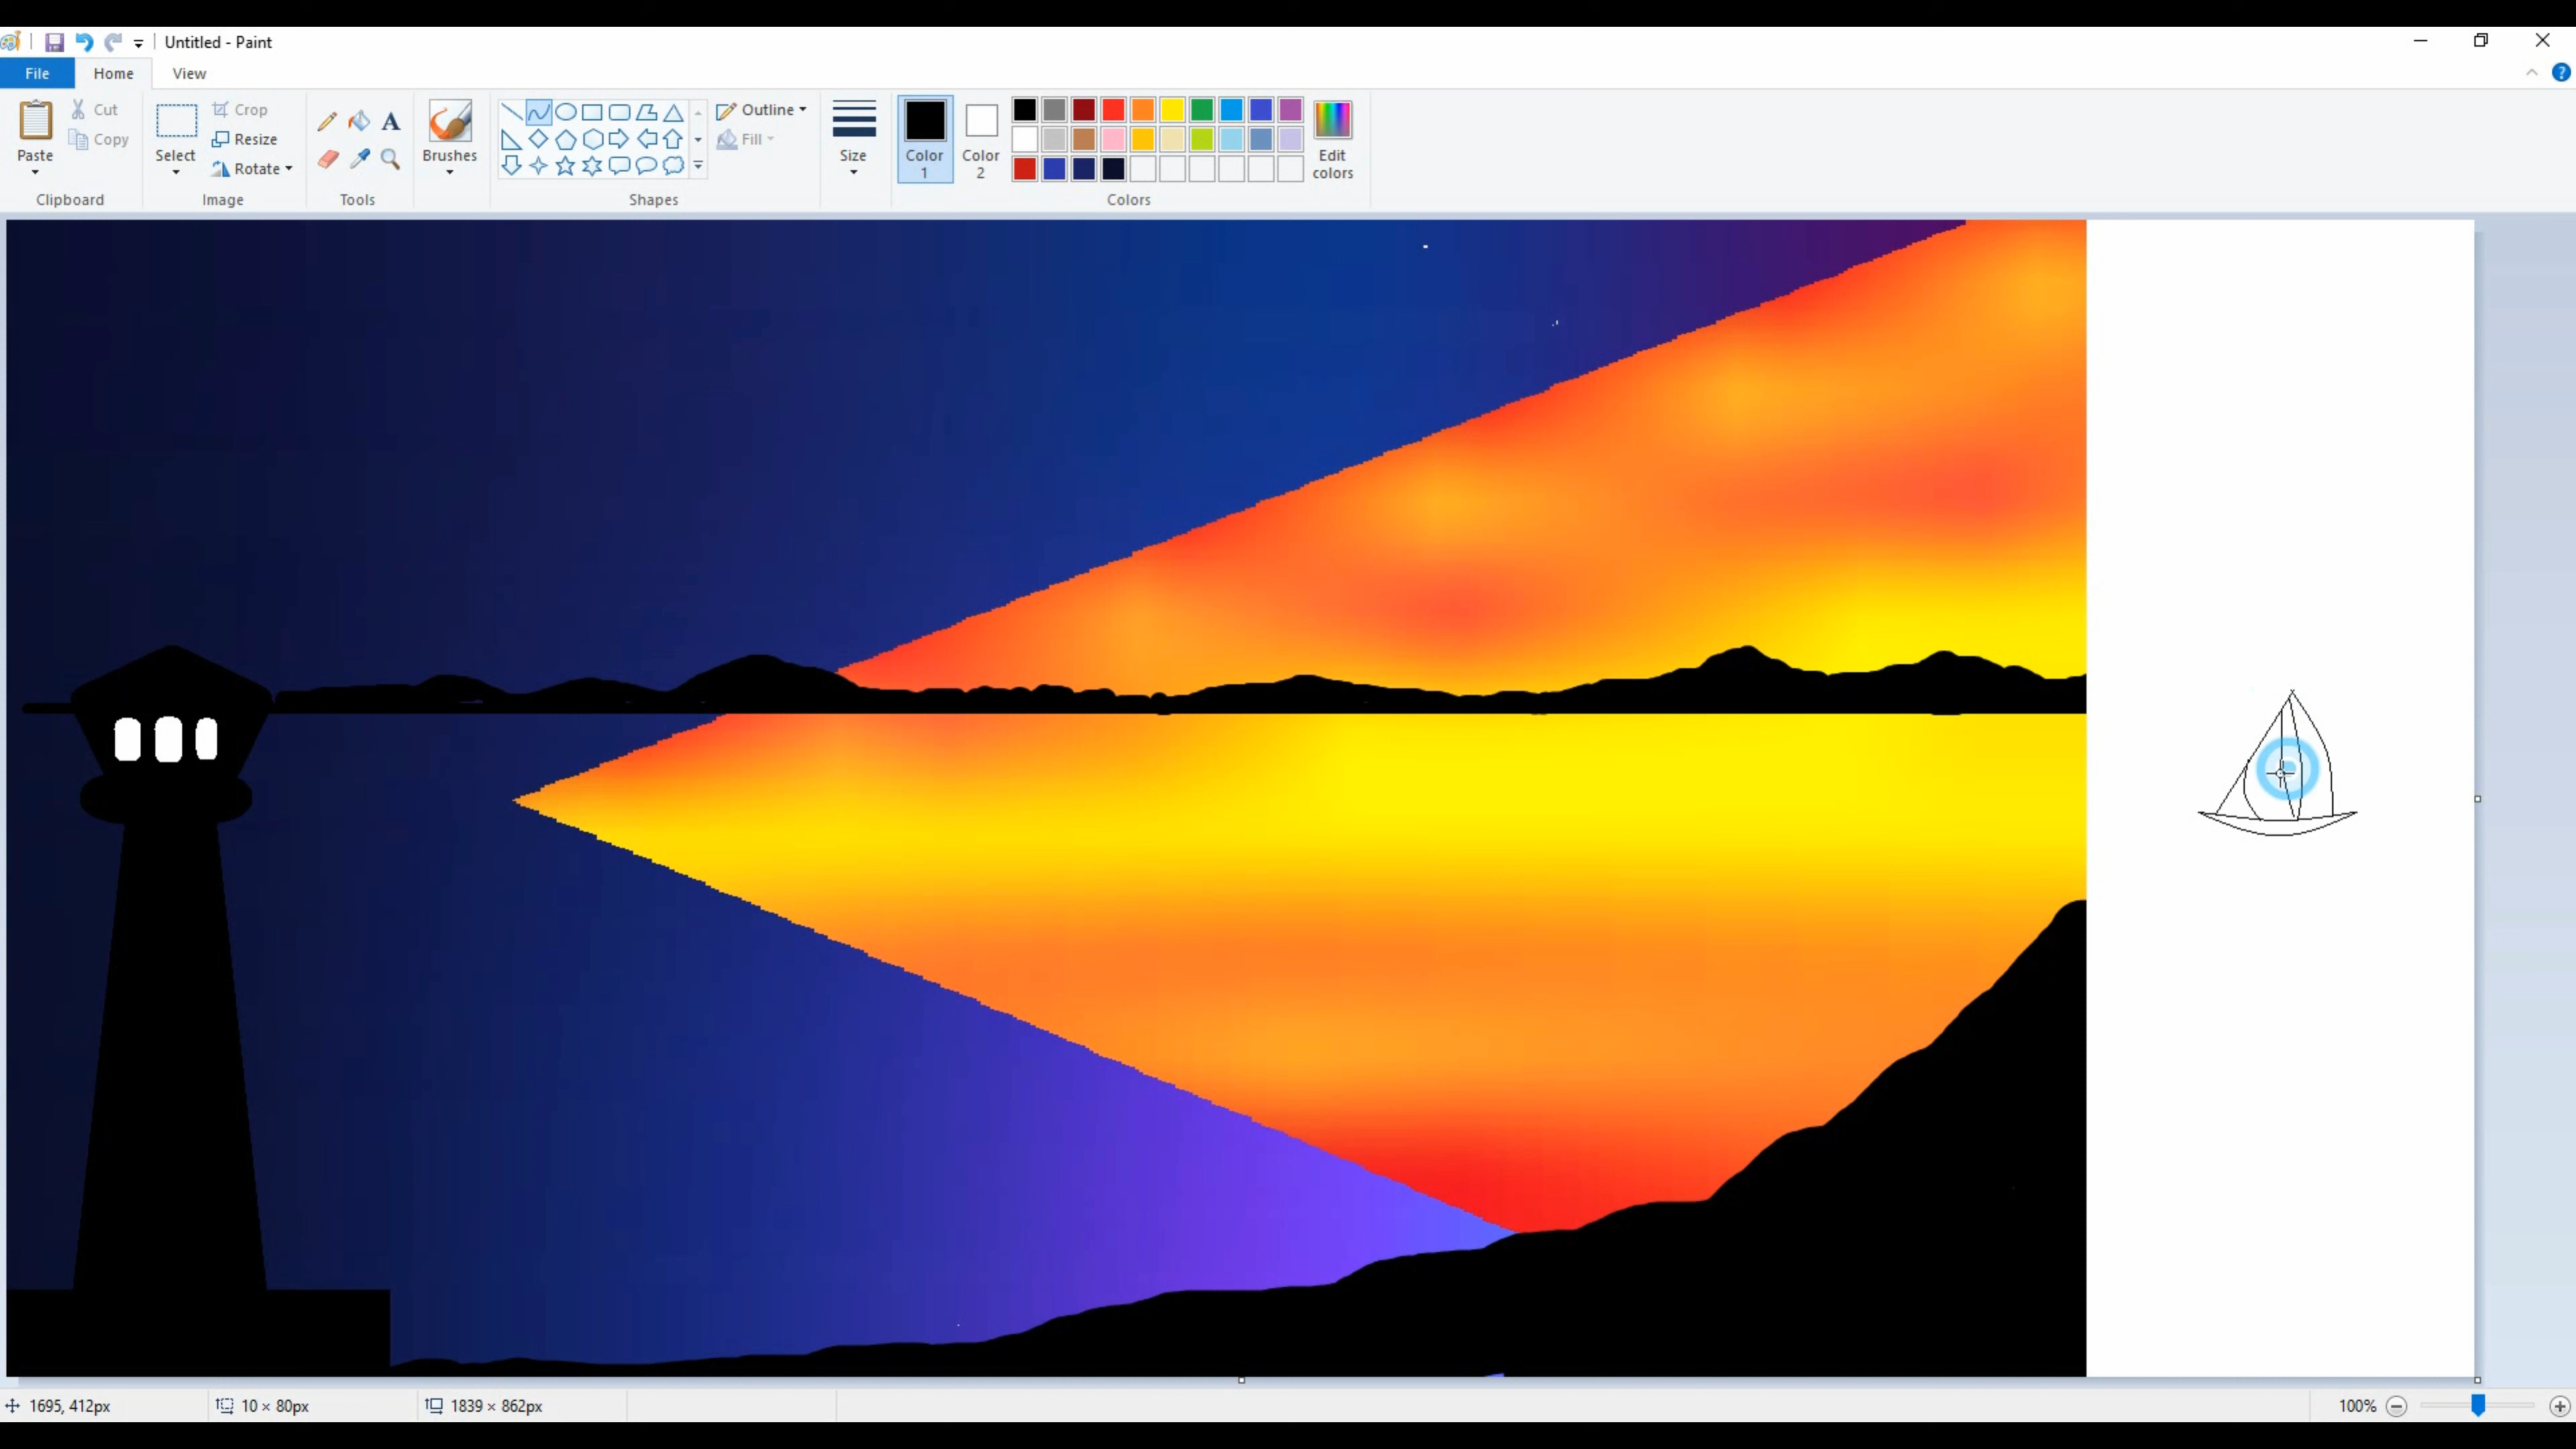 Untitled - Paint
File Home View
Paste
Cut
Copy
Clipboard
Select
Crop
Resize
Rotate
Image
A
Tools
Brushes
Outline
Fill
Shapes
Size
Color 1
Color 2
Edit colors
Colors
1695, 412px 10 × 80px 1839 × 862px 100%